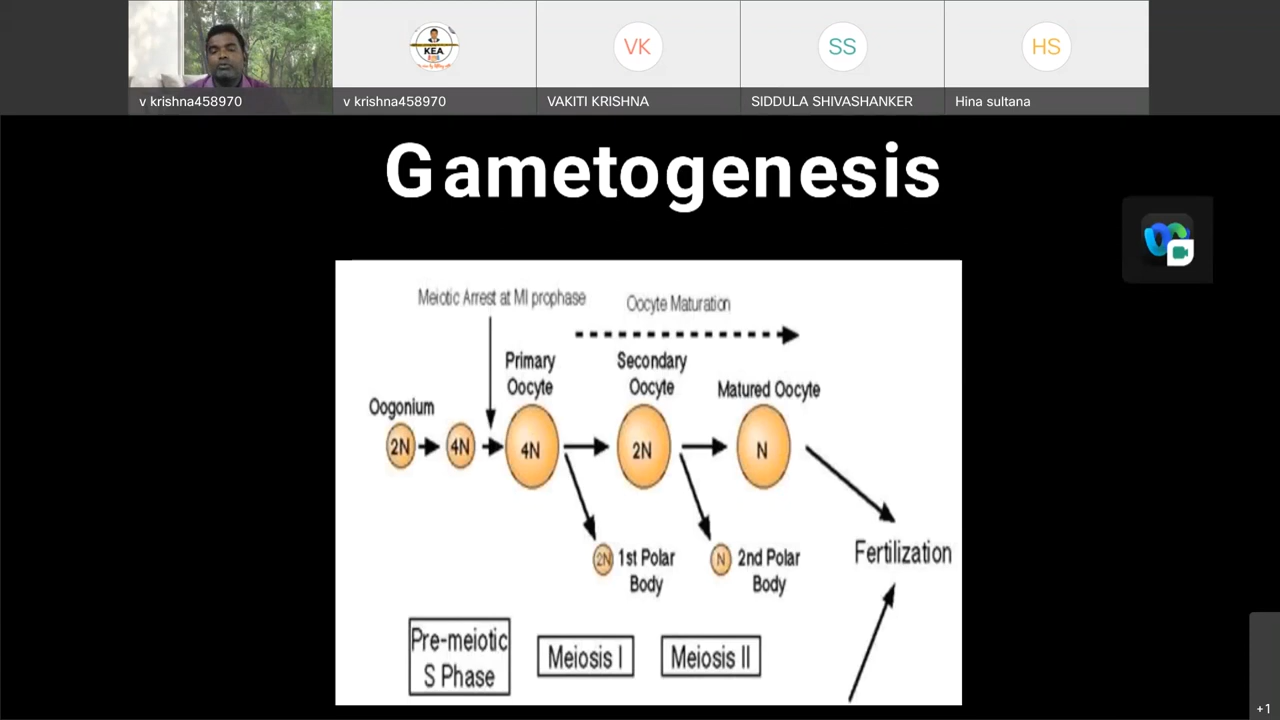 KEA
VK
SS
HS
v krishna458970
v krishna458970
VAKITI KRISHNA
SIDDULA SHIVASHANKER
Hina sultana
Gametogenesis
Meiotic Arrest at MI prophase
Oocyte Maturation
Primary
Oocyte
Secondary
Oocyte
Matured Oocyte
Oogonium
2N
4N
4N
2N
N
Fertilization
2N
1st Polar
Body
N
2nd Polar
Body
Pre-meiotic
S Phase
Meiosis I
Meiosis II
+1